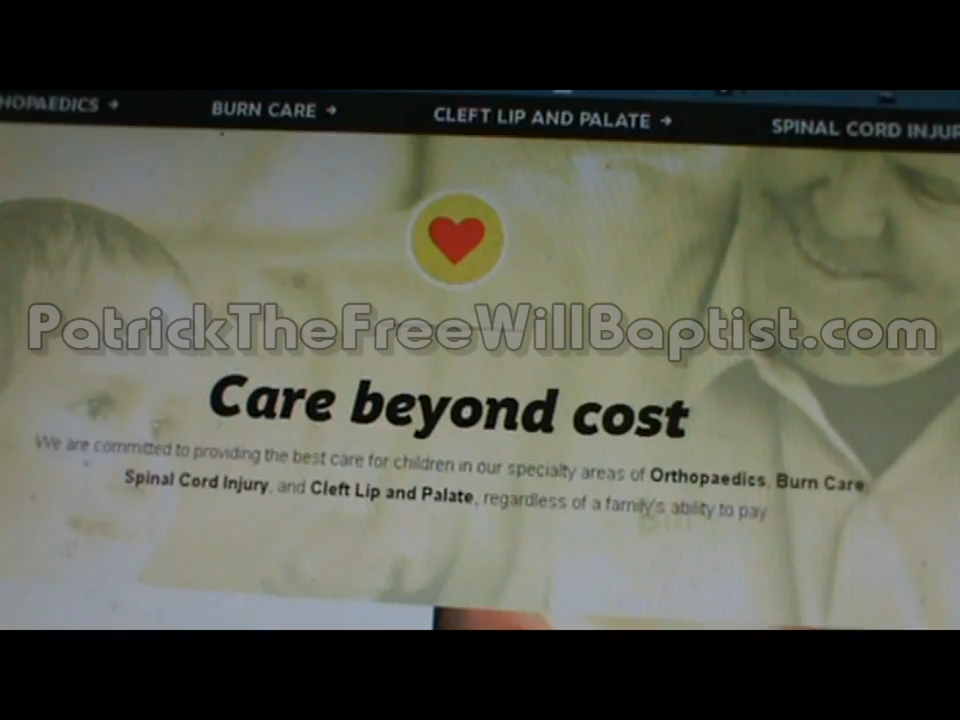 HOPAEDICS → BURN CARE → CLEFT LIP AND PALATE → SPINAL CORD INJUR
PatrickTheFreeWillBaptist.com
Care beyond cost
We are committed to providing the best care for children in our specialty areas of Orthopaedics, Burn Care,
Spinal Cord Injury, and Cleft Lip and Palate, regardless of a family's ability to pay